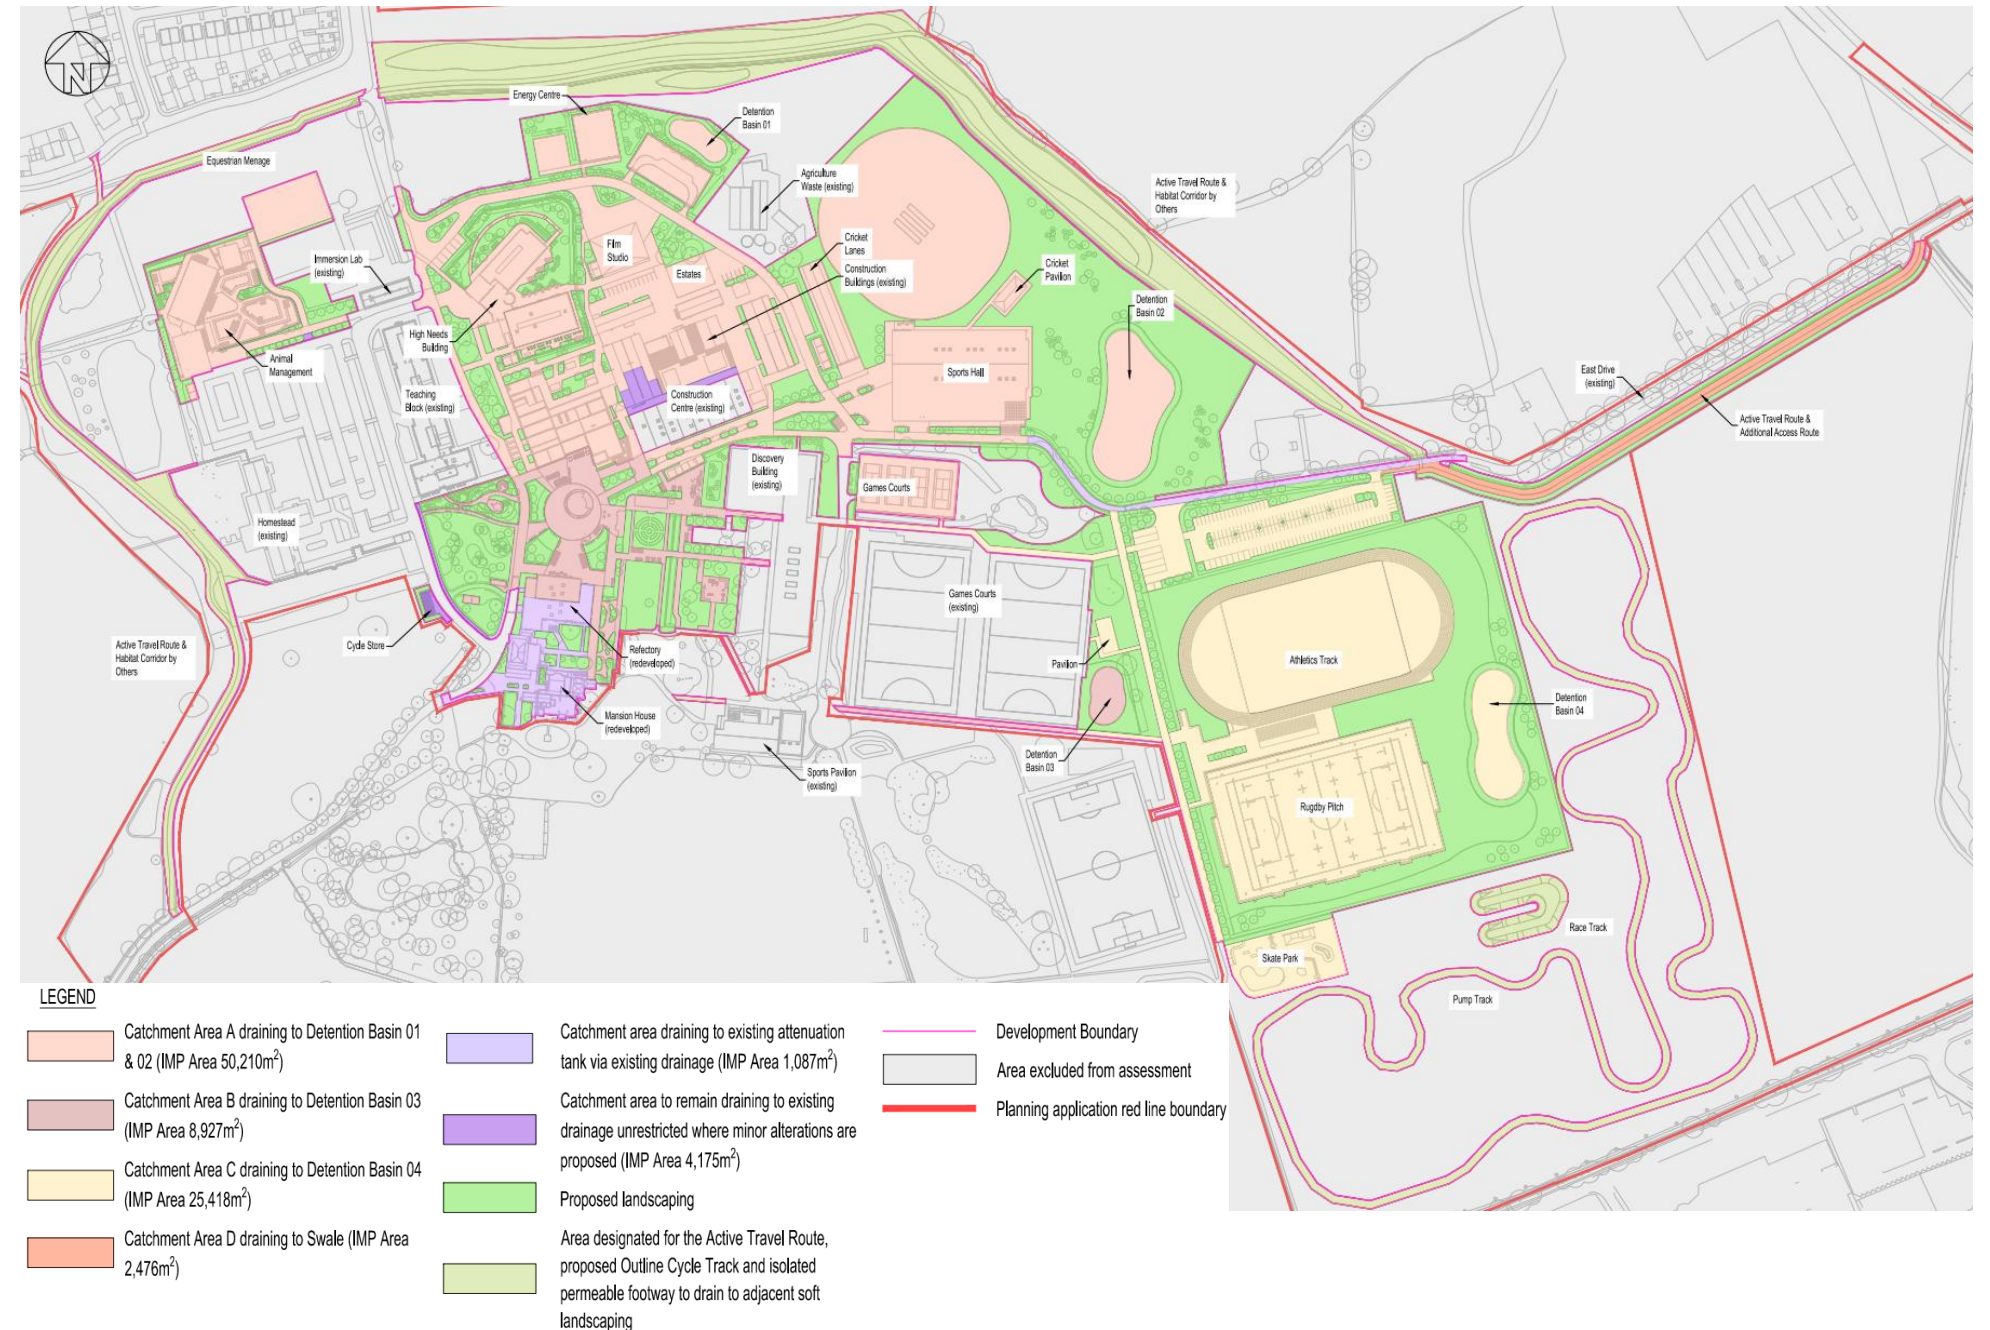 N
Energy Centre
Detention
Basin 01
Equestrian Menage
Agriculture
Waste (existing)
Active Travel Route &
Habitat Corridor by
Others
Immersion Lab
(existing)
Film
Studio
Estates
Cricket
Lanes
Construction
Buildings (existing)
Cricket
Pavilion
Detention
Basin 02
High Needs
Building
Animal
Management
Teaching
Block (existing)
Construction
Centre (existing)
Sports Hall
East Drive
(existing)
Active Travel Route &
Additional Access Route
Discovery
Building
(existing)
Games Courts
Homestead
(existing)
Games Courts
(existing)
Active Travel Route &
Habitat Corridor by
Others
Cycle Store
Refectory
(redeveloped)
Pavilion
Athletics Track
Mansion House
(redeveloped)
Detention
Basin 04
Detention
Basin 03
Sports Pavilion
(existing)
Rugdby Pitch
Race Track
Skate Park
Pump Track
LEGEND
Catchment Area A draining to Detention Basin 01
& 02 (IMP Area 50,210m²)
Catchment Area B draining to Detention Basin 03
(IMP Area 8,927m²)
Catchment Area C draining to Detention Basin 04
(IMP Area 25,418m²)
Catchment Area D draining to Swale (IMP Area
2,476m²)
Catchment area draining to existing attenuation
tank via existing drainage (IMP Area 1,087m²)
Catchment area to remain draining to existing
drainage unrestricted where minor alterations are
proposed (IMP Area 4,175m²)
Proposed landscaping
Area designated for the Active Travel Route,
proposed Outline Cycle Track and isolated
permeable footway to drain to adjacent soft
landscaping
Development Boundary
Area excluded from assessment
Planning application red line boundary